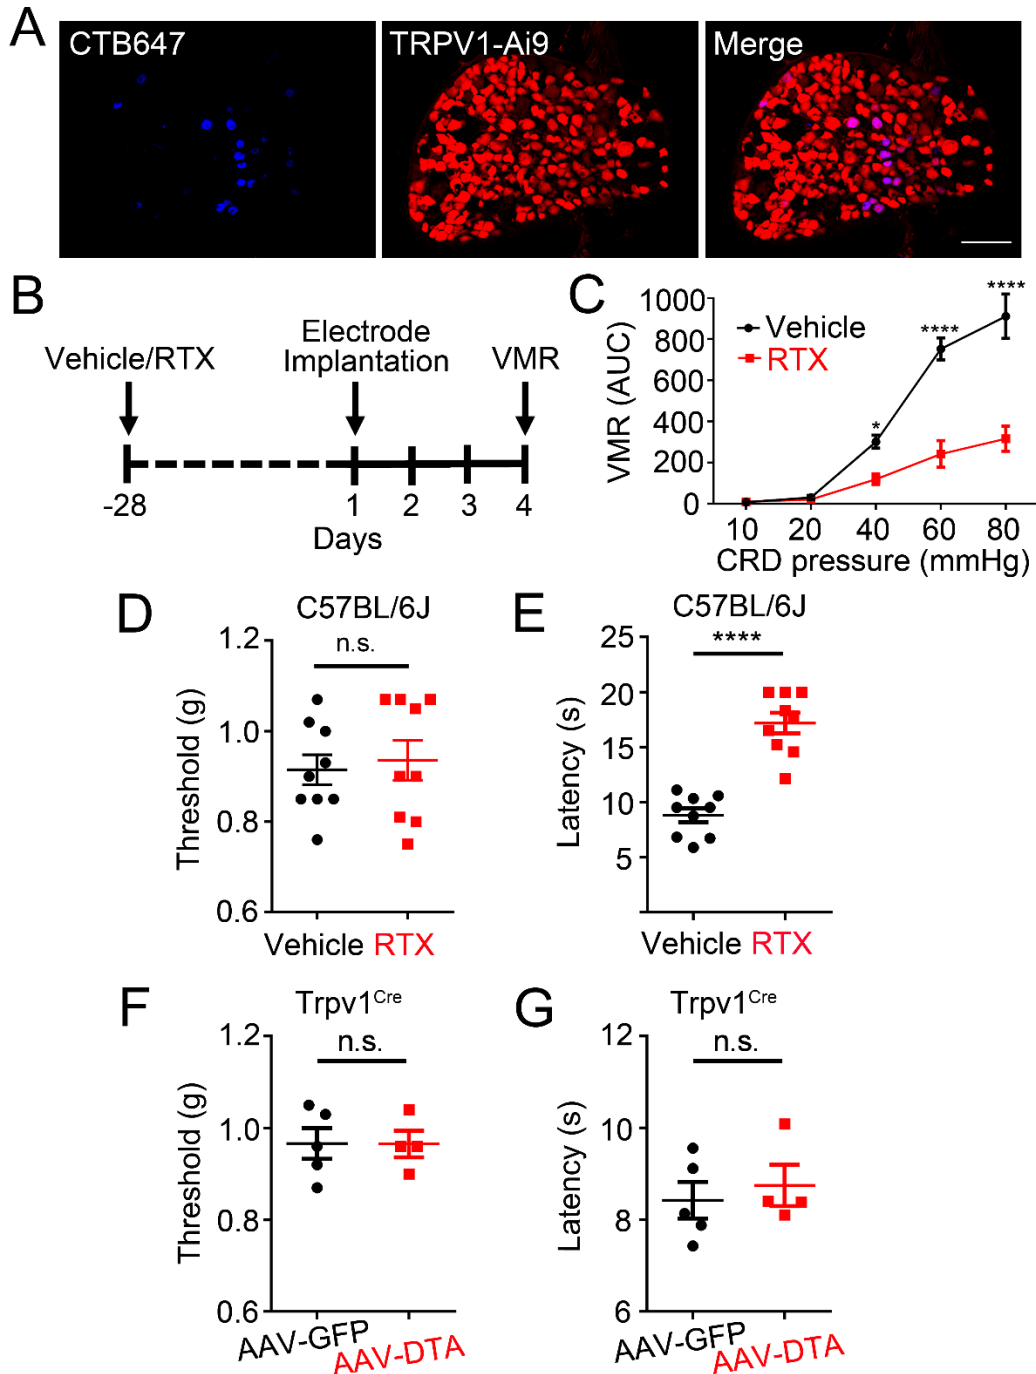 A
CTB647
TRPV1-Ai9
Merge
B
Vehicle/RTX
Electrode
Implantation
VMR
-28
1
2
3
4
Days
C
VMR (AUC)
1000
800
600
400
200
0
Vehicle
RTX
*
****
****
10
20
40
60
80
CRD pressure (mmHg)
D
C57BL/6J
n.s.
Threshold (g)
1.2
1.0
0.8
0.6
Vehicle
RTX
E
C57BL/6J
****
Latency (s)
25
20
15
10
5
Vehicle
RTX
F
Trpv1Cre
n.s.
Threshold (g)
1.2
1.0
0.8
0.6
AAV-GFP
AAV-DTA
G
Trpv1Cre
n.s.
Latency (s)
12
10
8
6
AAV-GFP
AAV-DTA